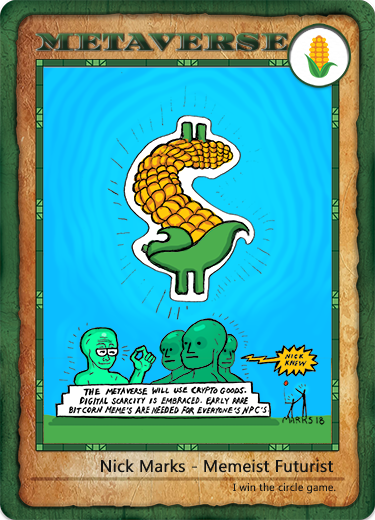 METAVERSE
NICK
KNEW
THE METAVERSE WILL USE CRYPTO GOODS.
DIGITAL SCARCITY IS EMBRACED. EARLY RARE
BITCORN MEME'S ARE NEEDED FOR EVERYONE'S NPC'S
MARKS 18
Nick Marks - Memeist Futurist
I win the circle game.